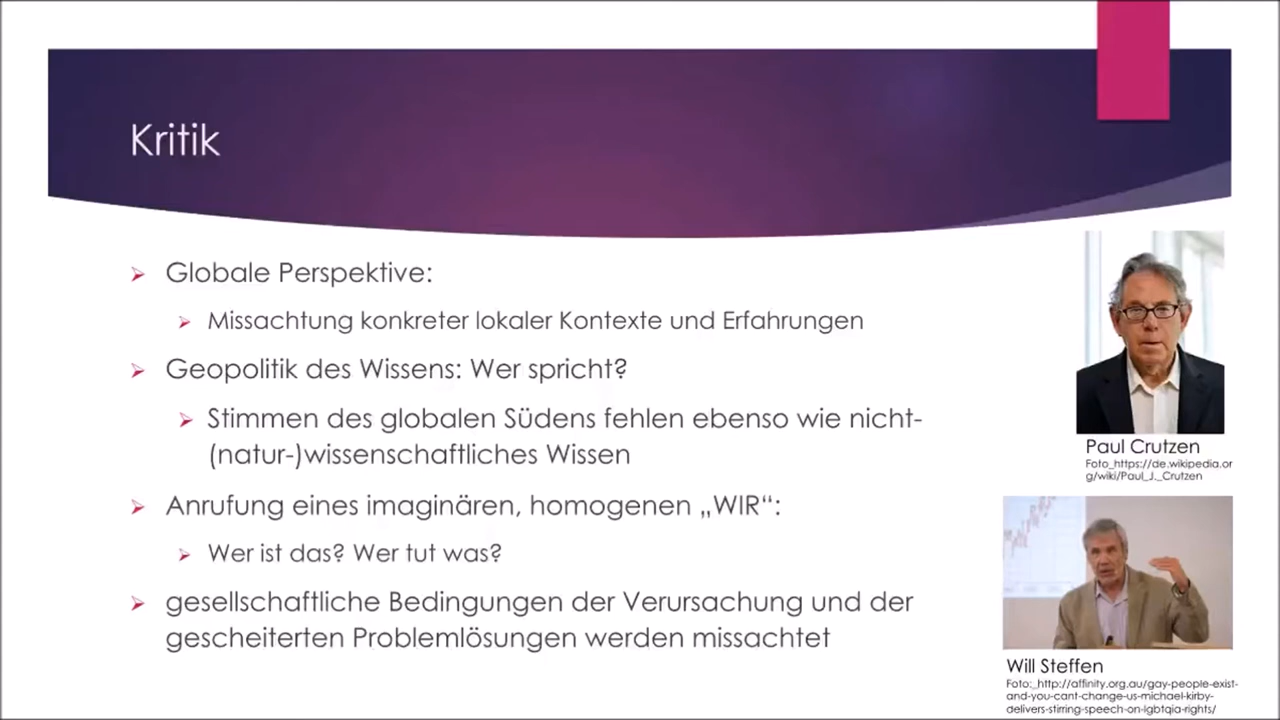 Kritik
Globale Perspektive:
Missachtung konkreter lokaler Kontexte und Erfahrungen
Geopolitik des Wissens: Wer spricht?
Stimmen des globalen Südens fehlen ebenso wie nicht-
(natur-)wissenschaftliches Wissen
Anrufung eines imaginären, homogenen „WIR“:
Wer ist das? Wer tut was?
gesellschaftliche Bedingungen der Verursachung und der
gescheiterten Problemlösungen werden missachtet
Paul Crutzen
Foto_https://de.wikipedia.or
g/wiki/Paul_J._Crutzen
Will Steffen
Foto:_http://affinity.org.au/gay-people-exist-
and-you-cant-change-us-michael-kirby-
delivers-stirring-speech-on-lgbtqia-rights/